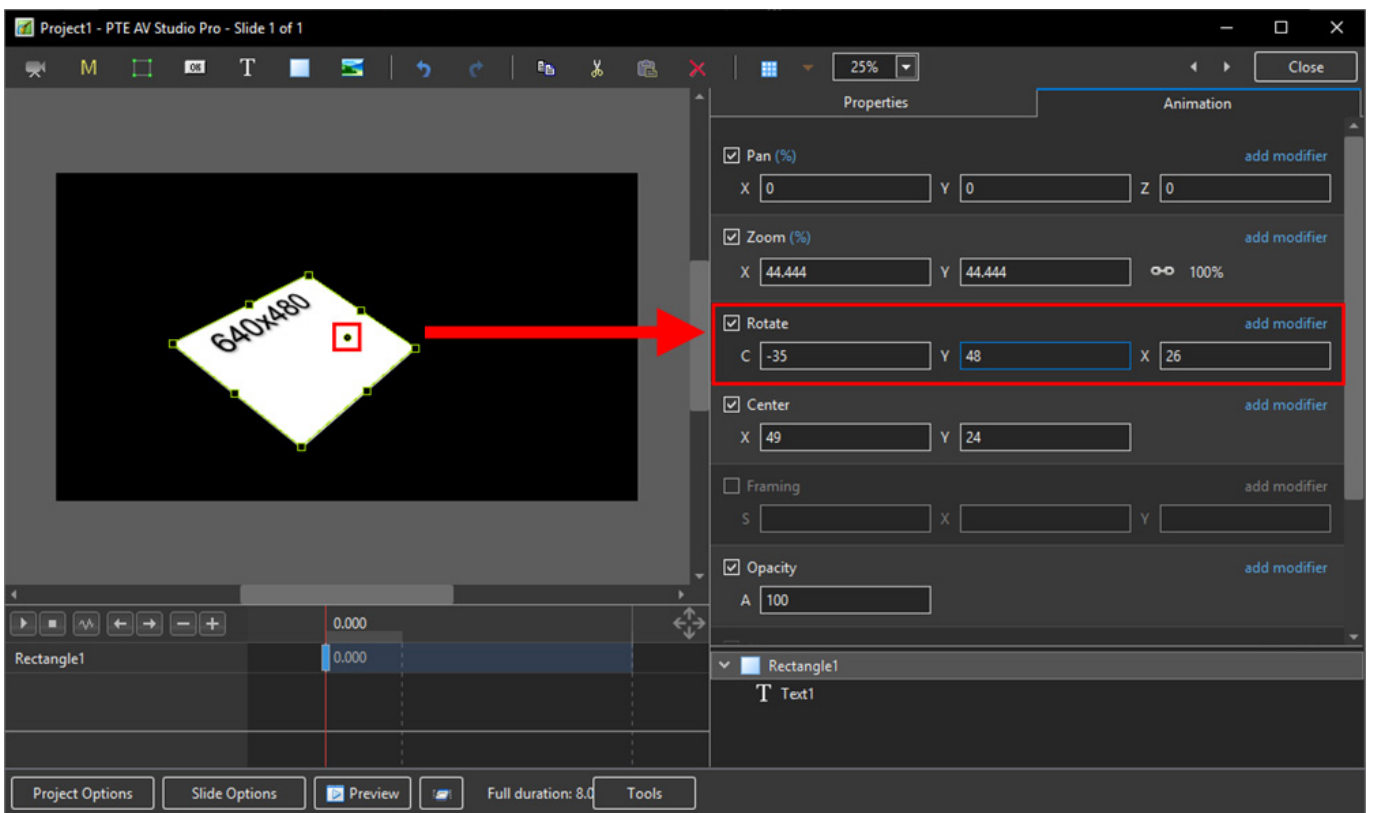 Project1 - PTE AV Studio Pro - Slide 1 of 1
M OK T 25% Close
Properties Animation
Pan (%) add modifier
X 0 Y 0 Z 0
Zoom (%) add modifier
X 44.444 Y 44.444 100%
640x480
Rotate add modifier
C -35 Y 48 X 26
Center add modifier
X 49 Y 24
Framing add modifier
S X Y
Opacity add modifier
A 100
0.000
Rectangle1 0.000
Rectangle1
T Text1
Project Options Slide Options Preview Full duration: 8.0 Tools